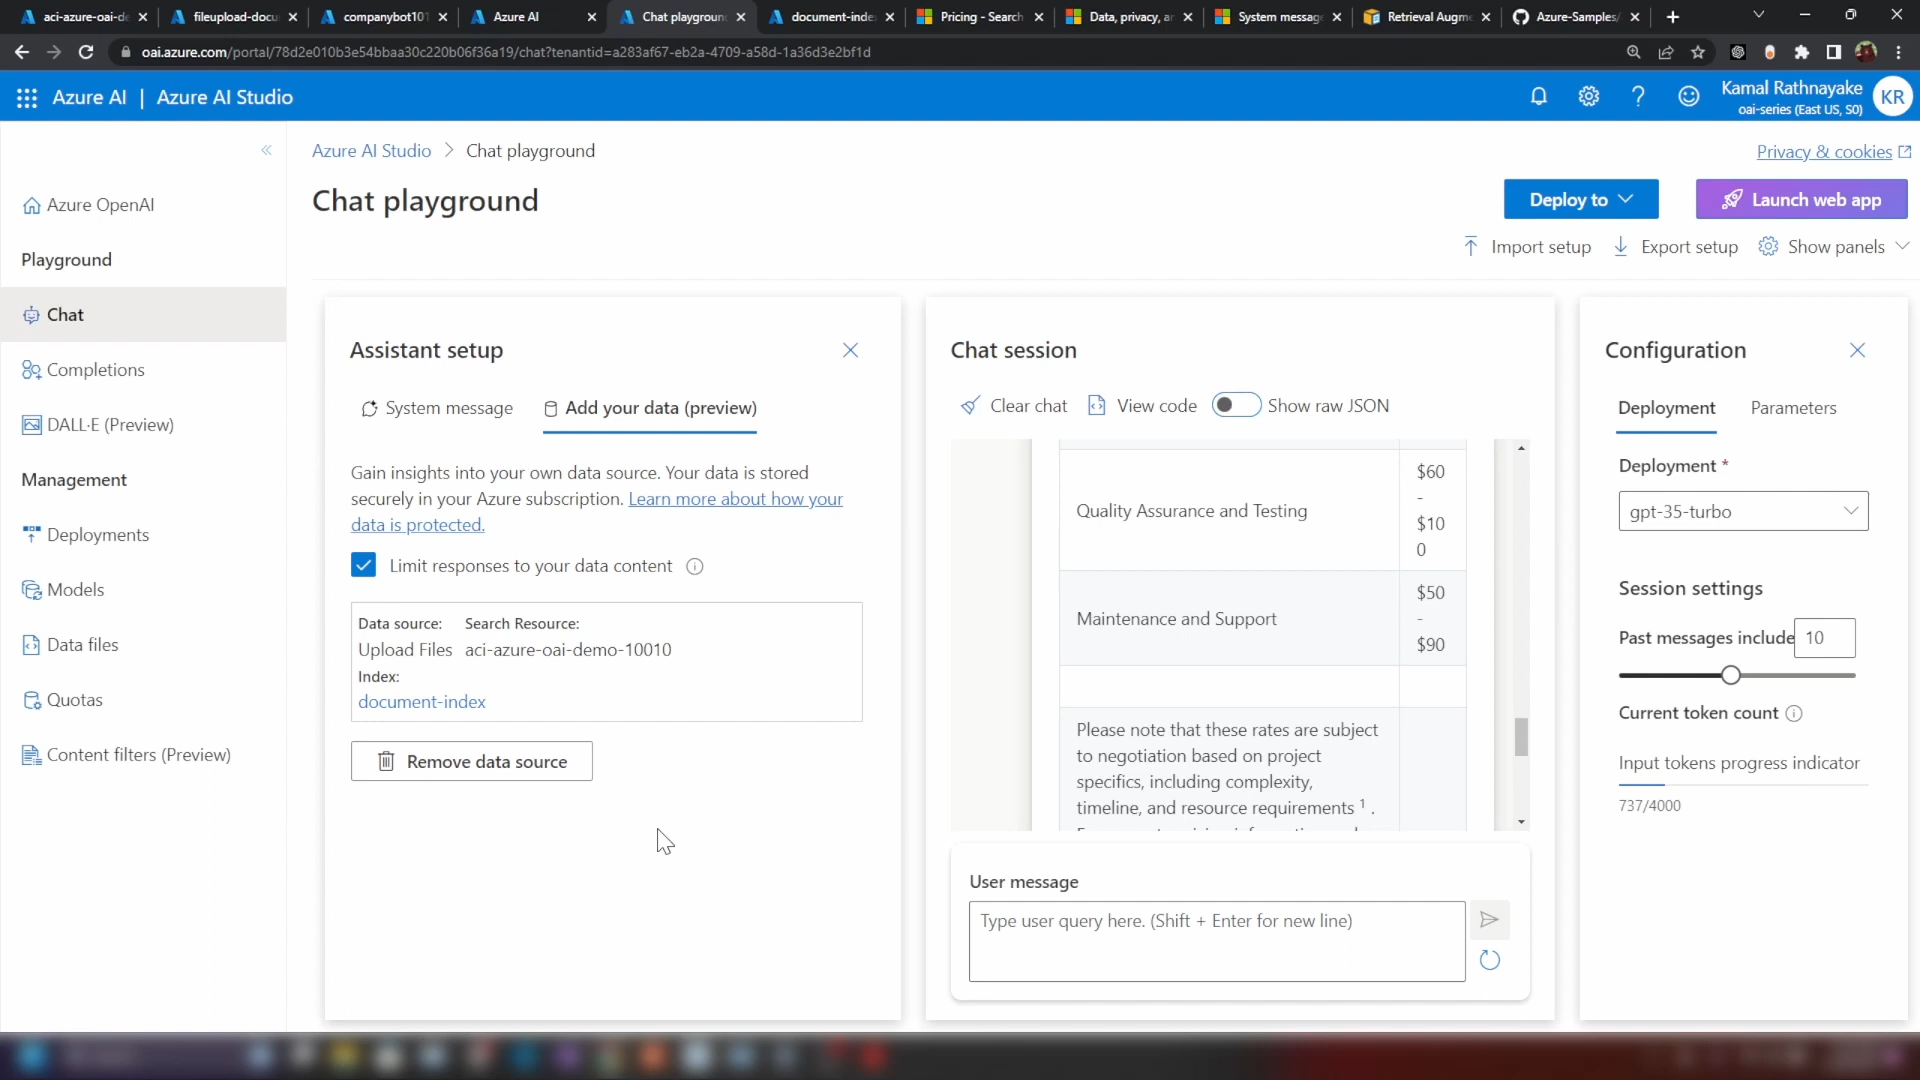 aci-azure-oai-de
fileupload-docu
companybot101
Azure AI
Chat playground
document-inde
Pricing - Search
Data, privacy, a
System message
Retrieval Augm
Azure-Samples/
oai.azure.com/portal/78d2e010b3e54bbaa30c220b06f36a19/chat?tenantid=a283af67-eb2a-4709-a58d-1a36d3e2bf1d
Azure AI | Azure AI Studio
Kamal Rathnayake
oai-series (East US, S0)
KR
Azure AI Studio > Chat playground
Privacy & cookies
Chat playground
Deploy to
Launch web app
Import setup
Export setup
Show panels
Azure OpenAI
Playground
Chat
Completions
DALL·E (Preview)
Management
Deployments
Models
Data files
Quotas
Content filters (Preview)
Assistant setup
System message
Add your data (preview)
Gain insights into your own data source. Your data is stored
securely in your Azure subscription. Learn more about how your
data is protected.
Limit responses to your data content
Data source: Search Resource:
Upload Files aci-azure-oai-demo-10010
Index:
document-index
Remove data source
Chat session
Clear chat
View code
Show raw JSON
Quality Assurance and Testing
$60
-
$10
0
Maintenance and Support
$50
-
$90
Please note that these rates are subject
to negotiation based on project
specifics, including complexity,
timeline, and resource requirements 1 .
User message
Type user query here. (Shift + Enter for new line)
Configuration
Deployment
Parameters
Deployment *
gpt-35-turbo
Session settings
Past messages include
10
Current token count
Input tokens progress indicator
737/4000